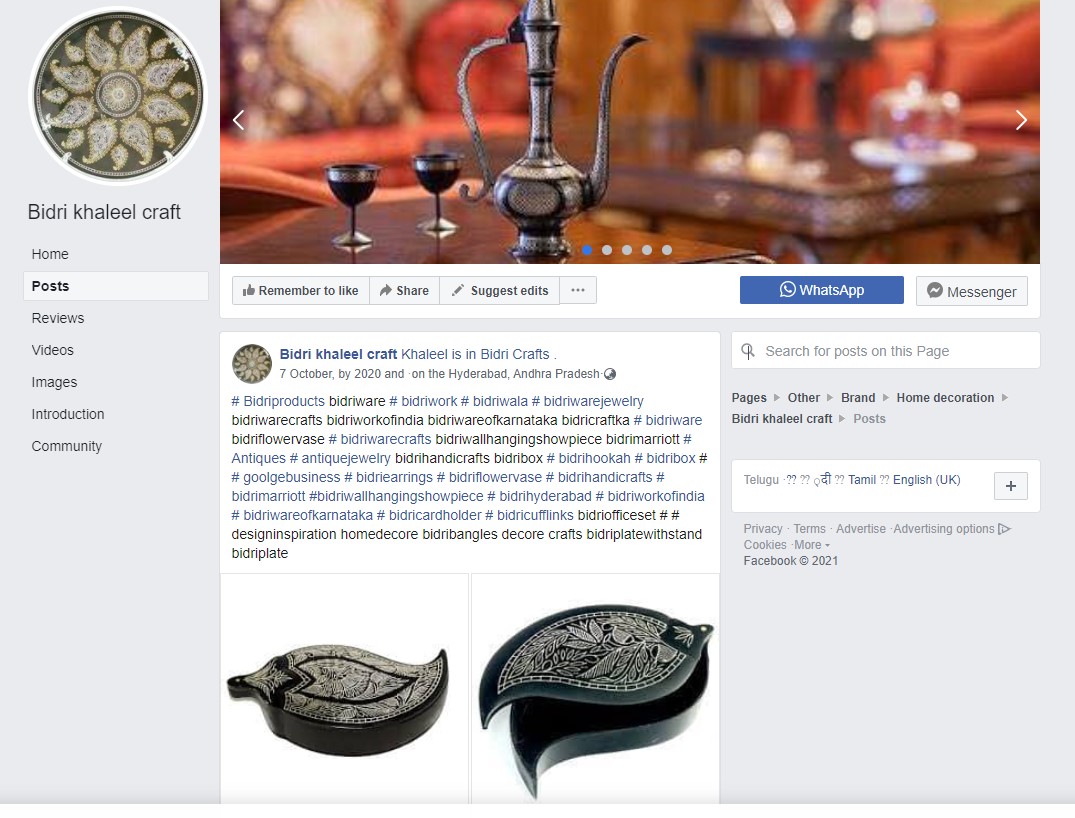 Bidri khaleel craft
Home
Posts
Reviews
Videos
Images
Introduction
Community
Remember to like
Share
Suggest edits
WhatsApp
Messenger
Bidri khaleel craft Khaleel is in Bidri Crafts .
7 October, by 2020 and · on the Hyderabad, Andhra Pradesh·
# Bidriproducts bidriware # bidriwork # bidriwala # bidriwarejewelry
bidriwarecrafts bidriworkofindia bidriwareofkarnataka bidricraftka # bidriware
bidriflowervase # bidriwarecrafts bidriwallhangingshowpiece bidrimarriott #
Antiques # antiquejewelry bidrihandicrafts bidribox # bidrihookah # bidribox #
# goolgebusiness # bidriearrings # bidriflowervase # bidrihandicrafts #
bidrimarriott #bidriwallhangingshowpiece # bidrihyderabad # bidriworkofindia
# bidriwareofkarnataka # bidricardholder # bidricufflinks bidriofficeset # #
designinspiration homedecore bidribangles decore crafts bidriplatewithstand
bidriplate
Search for posts on this Page
Pages Other Brand Home decoration
Bidri khaleel craft Posts
Telugu · ?? ?? ?? Tamil ?? English (UK)
Privacy · Terms · Advertise · Advertising options
Cookies · More
Facebook © 2021